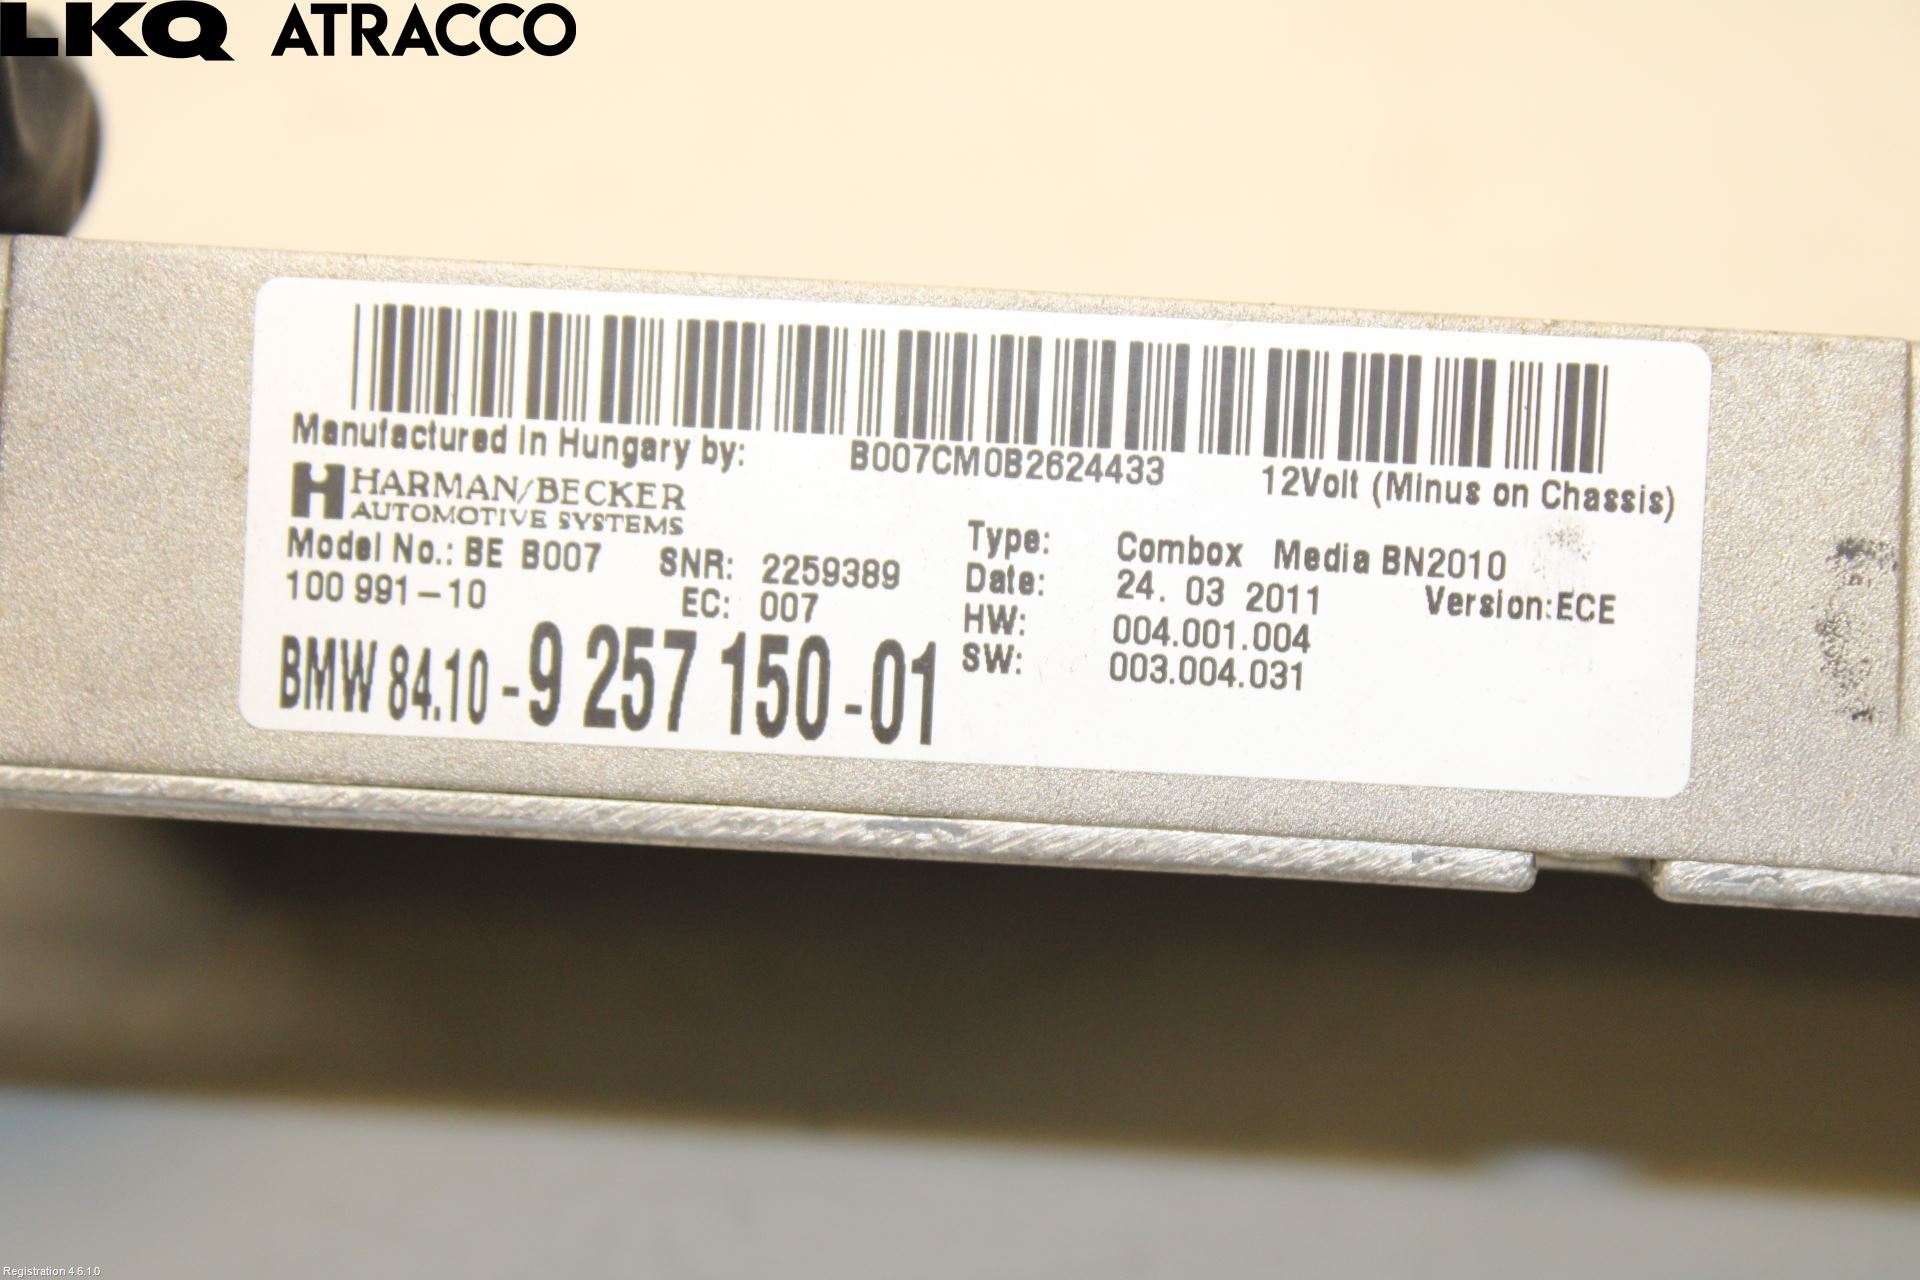 LKQ ATRACCO
Manufactured In Hungary by: B007CM0B2624433 12Volt (Minus on Chassis)
H HARMAN/BECKER
AUTOMOTIVE SYSTEMS
Model No.: BE B007 SNR: 2259389 Type: Combox Media BN2010
100 991-10 EC: 007 Date: 24. 03 2011 Version:ECE
HW: 004.001.004
BMW 84.10-9 257 150-01 SW: 003.004.031
Registration 4.6.1.0